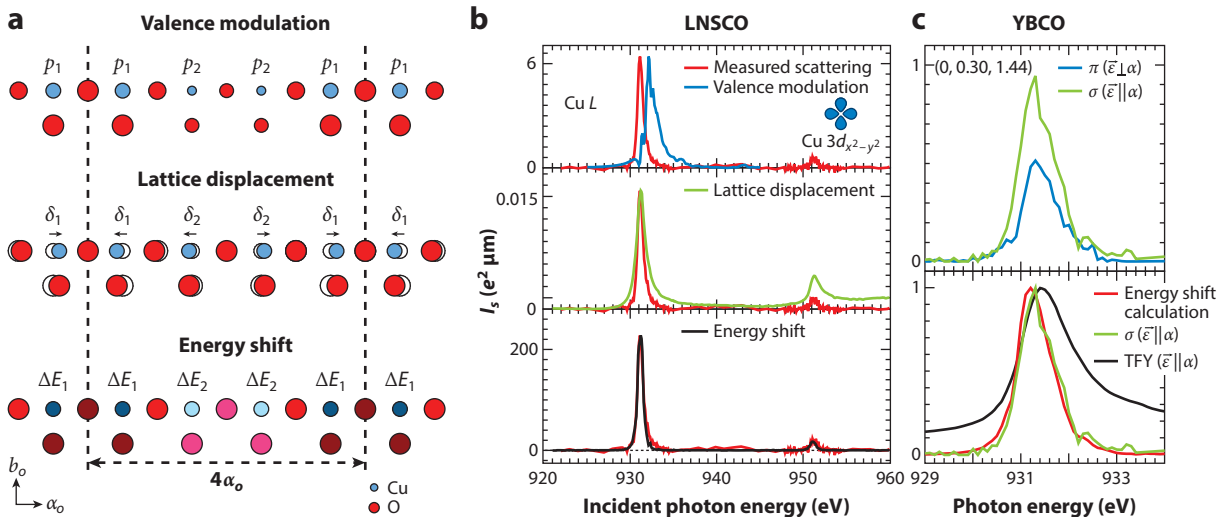 a
Valence modulation
p₁ p₁ p₂ p₂ p₁ p₁
Lattice displacement
δ₁ δ₁ δ₂ δ₂ δ₁ δ₁
Energy shift
ΔE₁ ΔE₁ ΔE₂ ΔE₂ ΔE₁ ΔE₁
bₒ
αₒ
4αₒ
Cu
O
b
LNSCO
6
0
Cu L
Measured scattering
Valence modulation
Cu 3dₓ²₋ᵧ²
0.015
0
Lattice displacement
200
0
Energy shift
Iₛ (e² µm)
920 930 940 950 960
Incident photon energy (eV)
c
YBCO
1
0
(0, 0.30, 1.44)
π (ε⃗⊥α)
σ (ε⃗||α)
1
0
Energy shift
calculation
σ (ε⃗||α)
TFY (ε⃗||α)
929 931 933
Photon energy (eV)